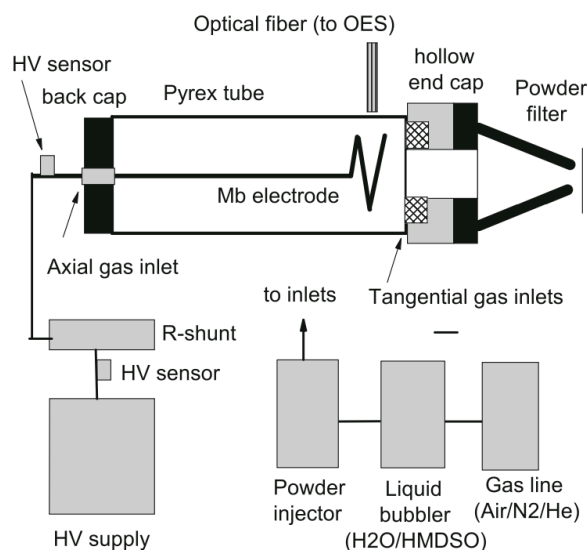 Optical fiber (to OES)
HV sensor
back cap
Pyrex tube
hollow
end cap
Powder
filter
Mb electrode
Axial gas inlet
Tangential gas inlets
to inlets
R-shunt
HV sensor
HV supply
Powder
injector
Liquid
bubbler
(H2O/HMDSO)
Gas line
(Air/N2/He)